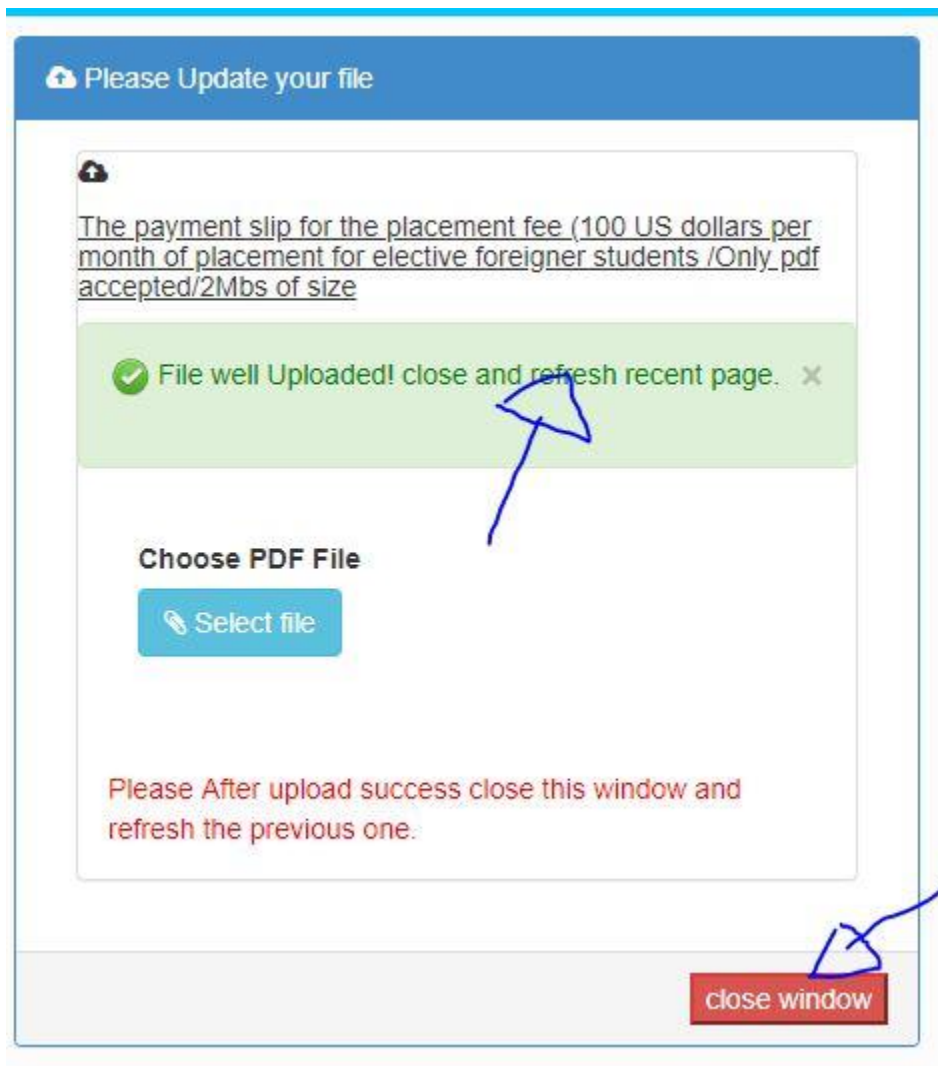 Please Update your file
The payment slip for the placement fee (100 US dollars per
month of placement for elective foreigner students /Only pdf
accepted/2Mbs of size
File well Uploaded! close and refresh recent page. ×
Choose PDF File
Select file
Please After upload success close this window and
refresh the previous one.
close window